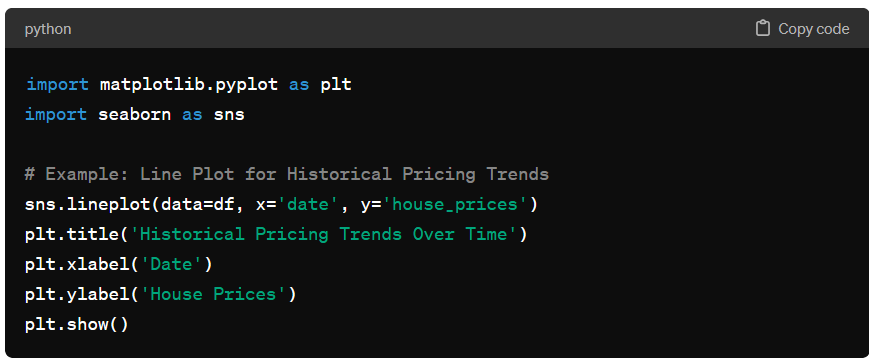 python
Copy code
import matplotlib.pyplot as plt
import seaborn as sns
# Example: Line Plot for Historical Pricing Trends
sns.lineplot(data=df, x='date', y='house_prices')
plt.title('Historical Pricing Trends Over Time')
plt.xlabel('Date')
plt.ylabel('House Prices')
plt.show()